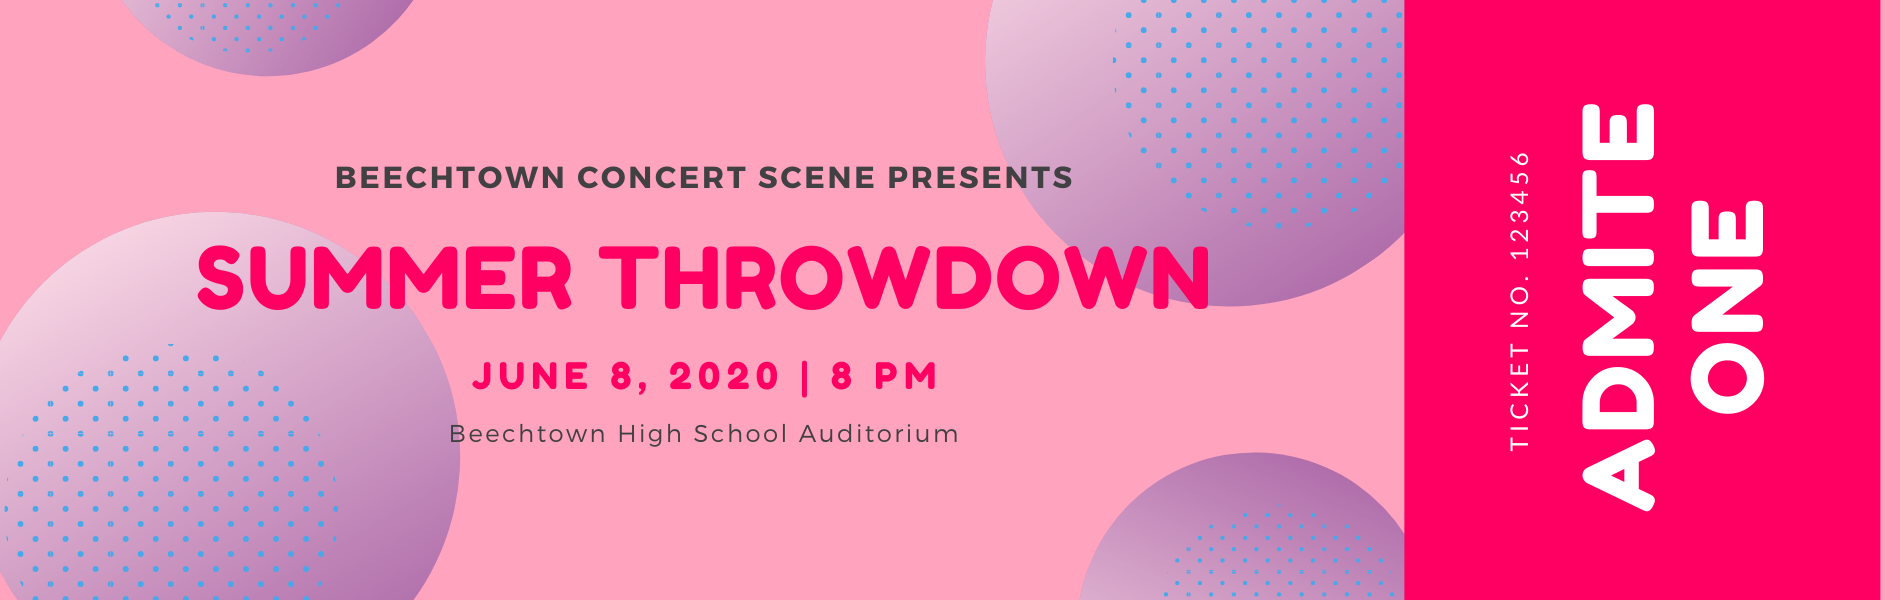 BEECHTOWN CONCERT SCENE PRESENTS
SUMMER THROWDOWN
JUNE 8, 2020 | 8 PM
Beechtown High School Auditorium
TICKET NO. 123456
ADMITE
ONE